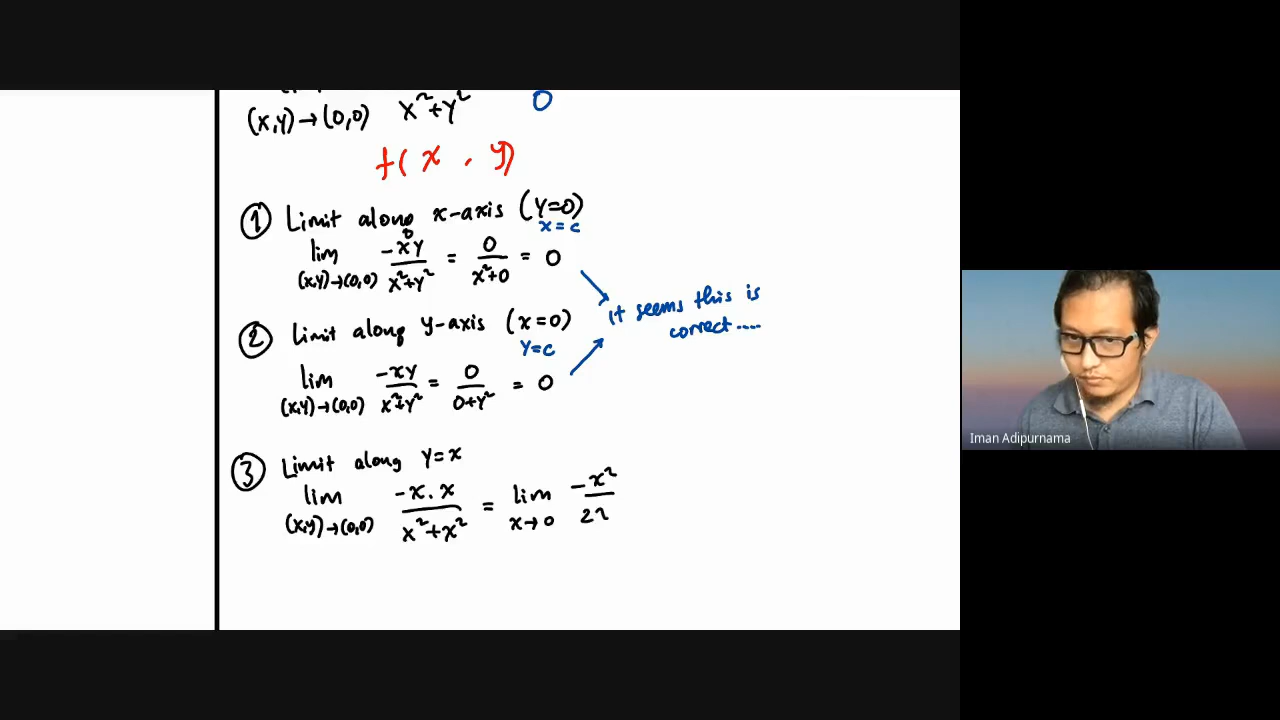 (x,y)→(0,0) x²+y² 0
f(x, y)
① Limit along x-axis (y=0)
x=c
lim -xy⁰/x²+y² = 0/x²+0 = 0
(x,y)→(0,0)
it seems this is
correct....
② Limit along y-axis (x=0)
y=c
lim -xy/x²+y² = 0/0+y² = 0
(x,y)→(0,0)
③ Limit along y=x
lim -x.x/x²+x² = lim -x²/2
(x,y)→(0,0) x→0
Iman Adipurnama